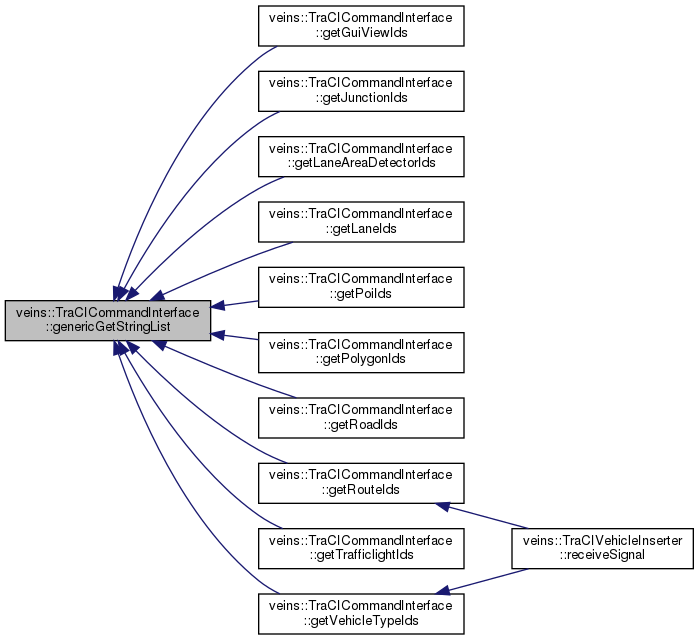 veins::TraCICommandInterface
::getGuiViewIds
veins::TraCICommandInterface
::getJunctionIds
veins::TraCICommandInterface
::getLaneAreaDetectorIds
veins::TraCICommandInterface
::getLaneIds
veins::TraCICommandInterface
::getPoiIds
veins::TraCICommandInterface
::genericGetStringList
veins::TraCICommandInterface
::getPolygonIds
veins::TraCICommandInterface
::getRoadIds
veins::TraCICommandInterface
::getRouteIds
veins::TraCICommandInterface
::getTrafficlightIds
veins::TraCIVehicleInserter
::receiveSignal
veins::TraCICommandInterface
::getVehicleTypeIds